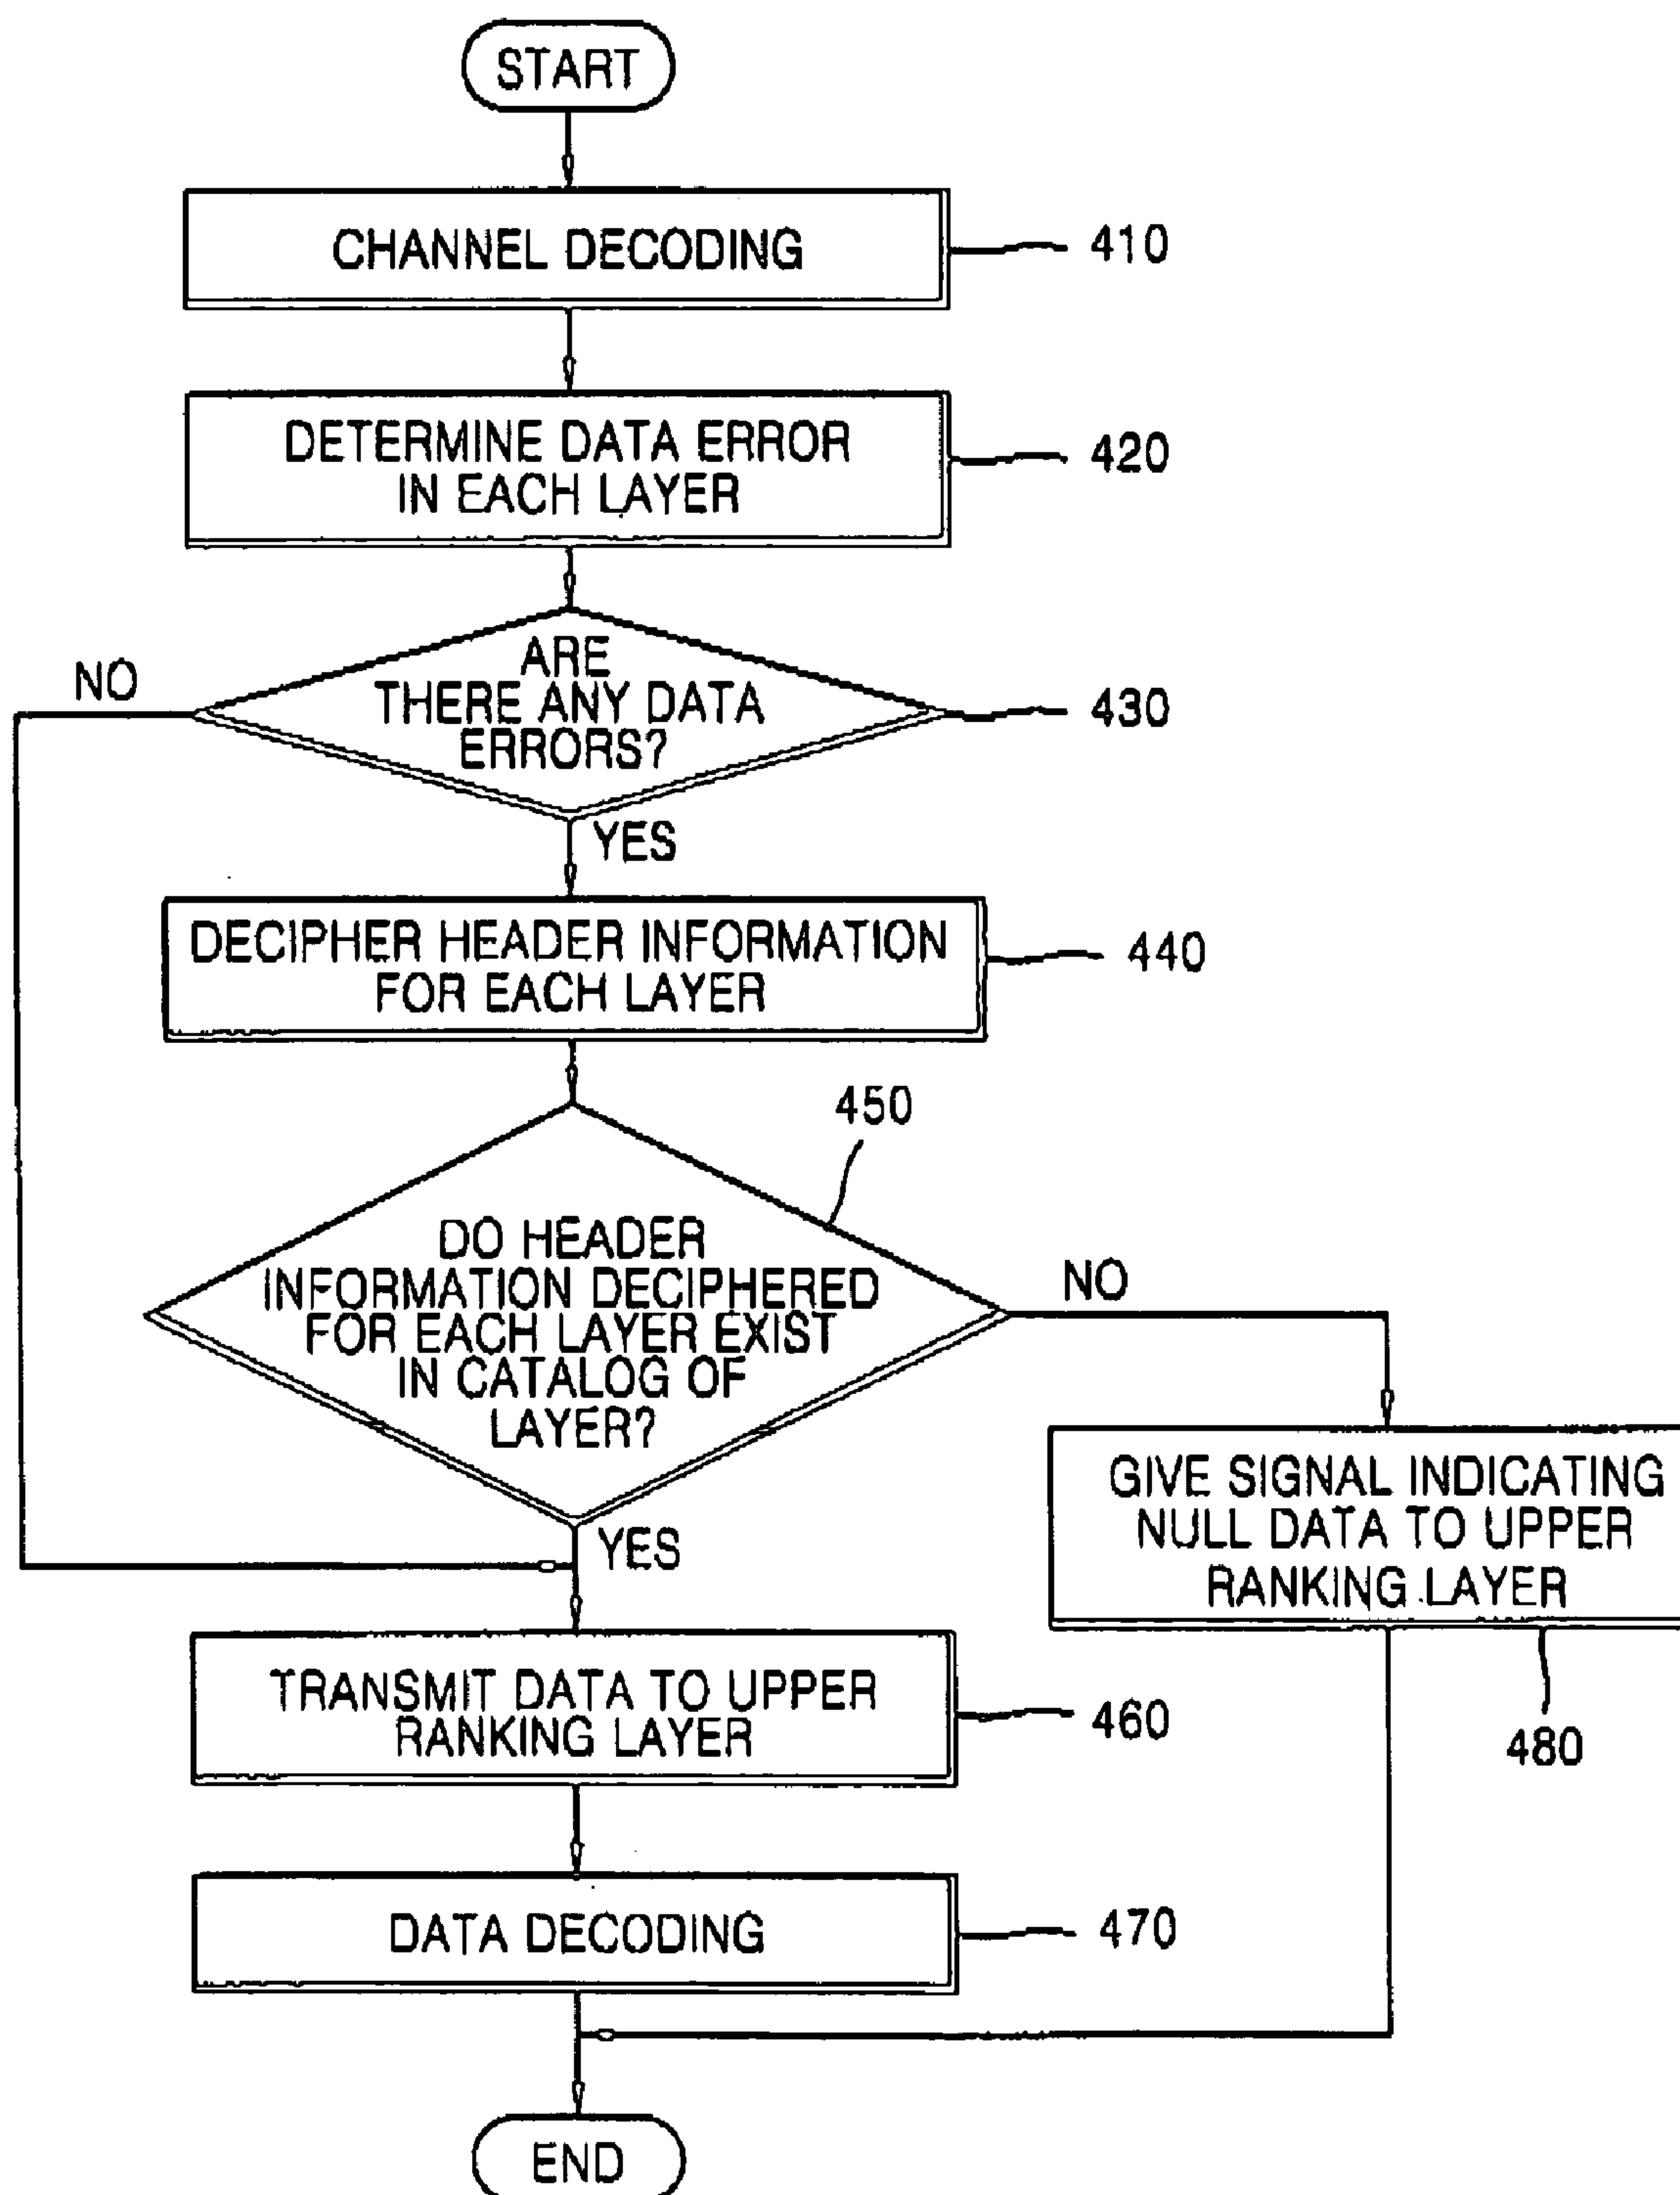 START
CHANNEL DECODING
410
DETERMINE DATA ERROR
IN EACH LAYER
420
ARE
THERE ANY DATA
ERRORS?
430
NO
YES
DECIPHER HEADER INFORMATION
FOR EACH LAYER
440
450
DO HEADER
INFORMATION DECIPHERED
FOR EACH LAYER EXIST
IN CATALOG OF
LAYER?
NO
YES
GIVE SIGNAL INDICATING
NULL DATA TO UPPER
RANKING LAYER
480
TRANSMIT DATA TO UPPER
RANKING LAYER
460
DATA DECODING
470
END